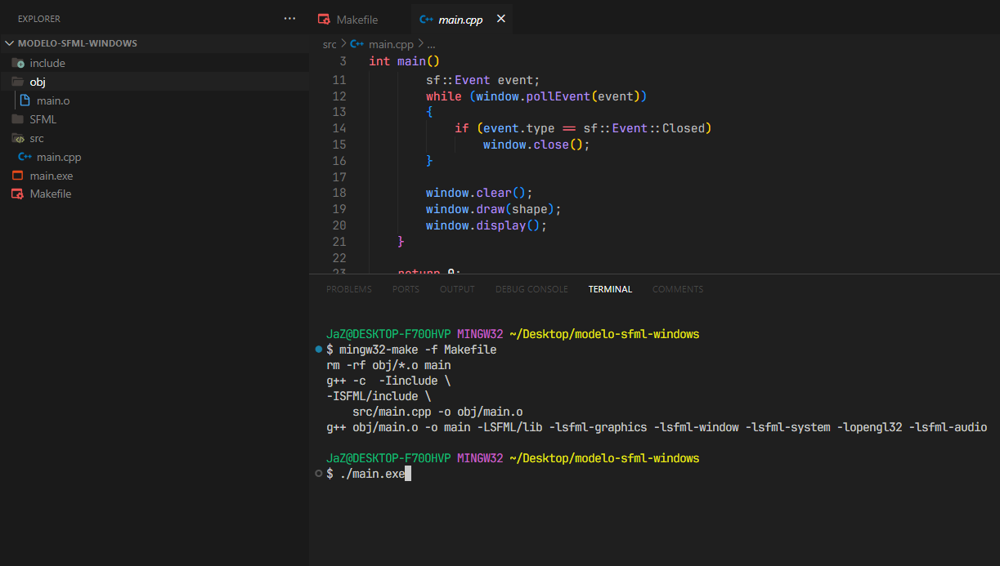 EXPLORER
MODELO-SFML-WINDOWS
include
obj
main.o
SFML
src
main.cpp
main.exe
Makefile
Makefile
main.cpp
src > main.cpp > ...
3 int main()
11 sf::Event event;
12 while (window.pollEvent(event))
13 {
14 if (event.type == sf::Event::Closed)
15 window.close();
16 }
17
18 window.clear();
19 window.draw(shape);
20 window.display();
21 }
22
23 return 0;
PROBLEMS PORTS OUTPUT DEBUG CONSOLE TERMINAL COMMENTS
JaZ@DESKTOP-F70OHVP MINGW32 ~/Desktop/modelo-sfml-windows
$ mingw32-make -f Makefile
rm -rf obj/*.o main
g++ -c  -Iinclude \
-ISFML/include \
src/main.cpp -o obj/main.o
g++ obj/main.o -o main -LSFML/lib -lsfml-graphics -lsfml-window -lsfml-system -lopengl32 -lsfml-audio
JaZ@DESKTOP-F70OHVP MINGW32 ~/Desktop/modelo-sfml-windows
$ ./main.exe